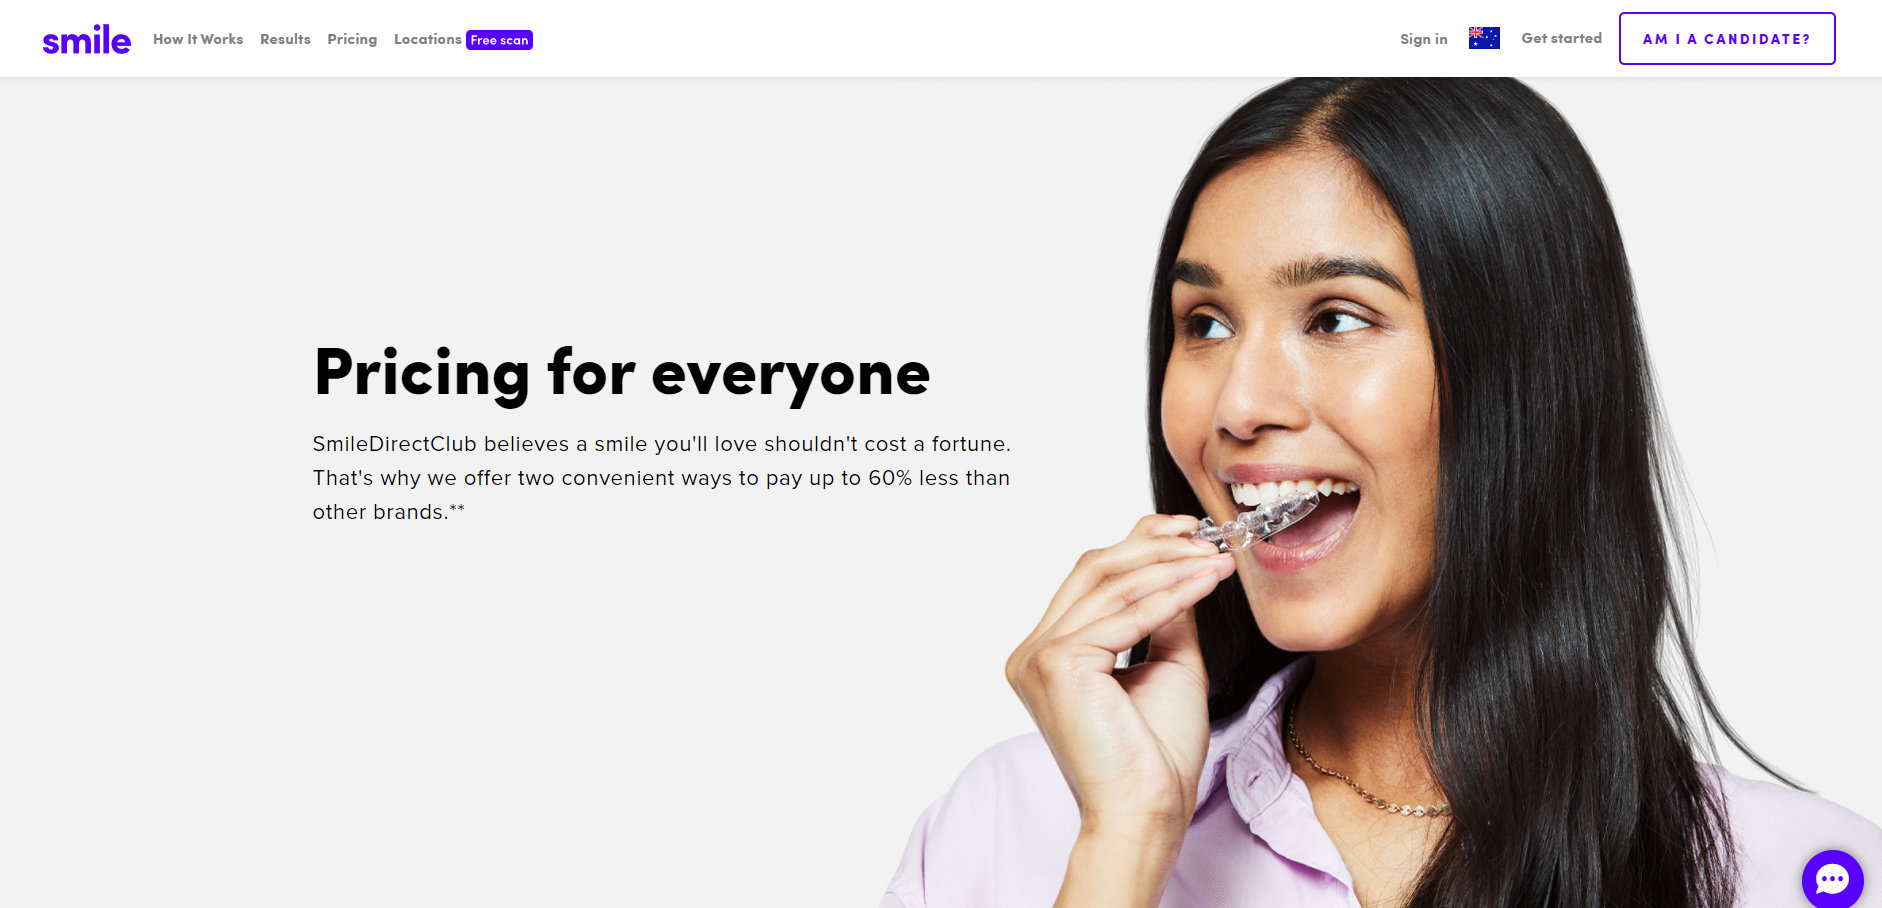 smile
How It Works
Results
Pricing
Locations
Free scan
Sign in
Get started
AM I A CANDIDATE?
Pricing for everyone
SmileDirectClub believes a smile you'll love shouldn't cost a fortune.
That's why we offer two convenient ways to pay up to 60% less than
other brands.**